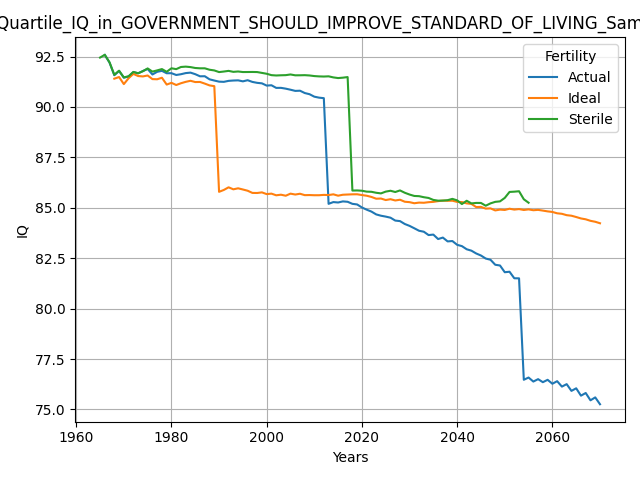 Quartile_IQ_in_GOVERNMENT_SHOULD_IMPROVE_STANDARD_OF_LIVING_Sam
Fertility
Actual
Ideal
Sterile
92.5
90.0
87.5
85.0
82.5
80.0
77.5
75.0
IQ
1960
1980
2000
2020
2040
2060
Years